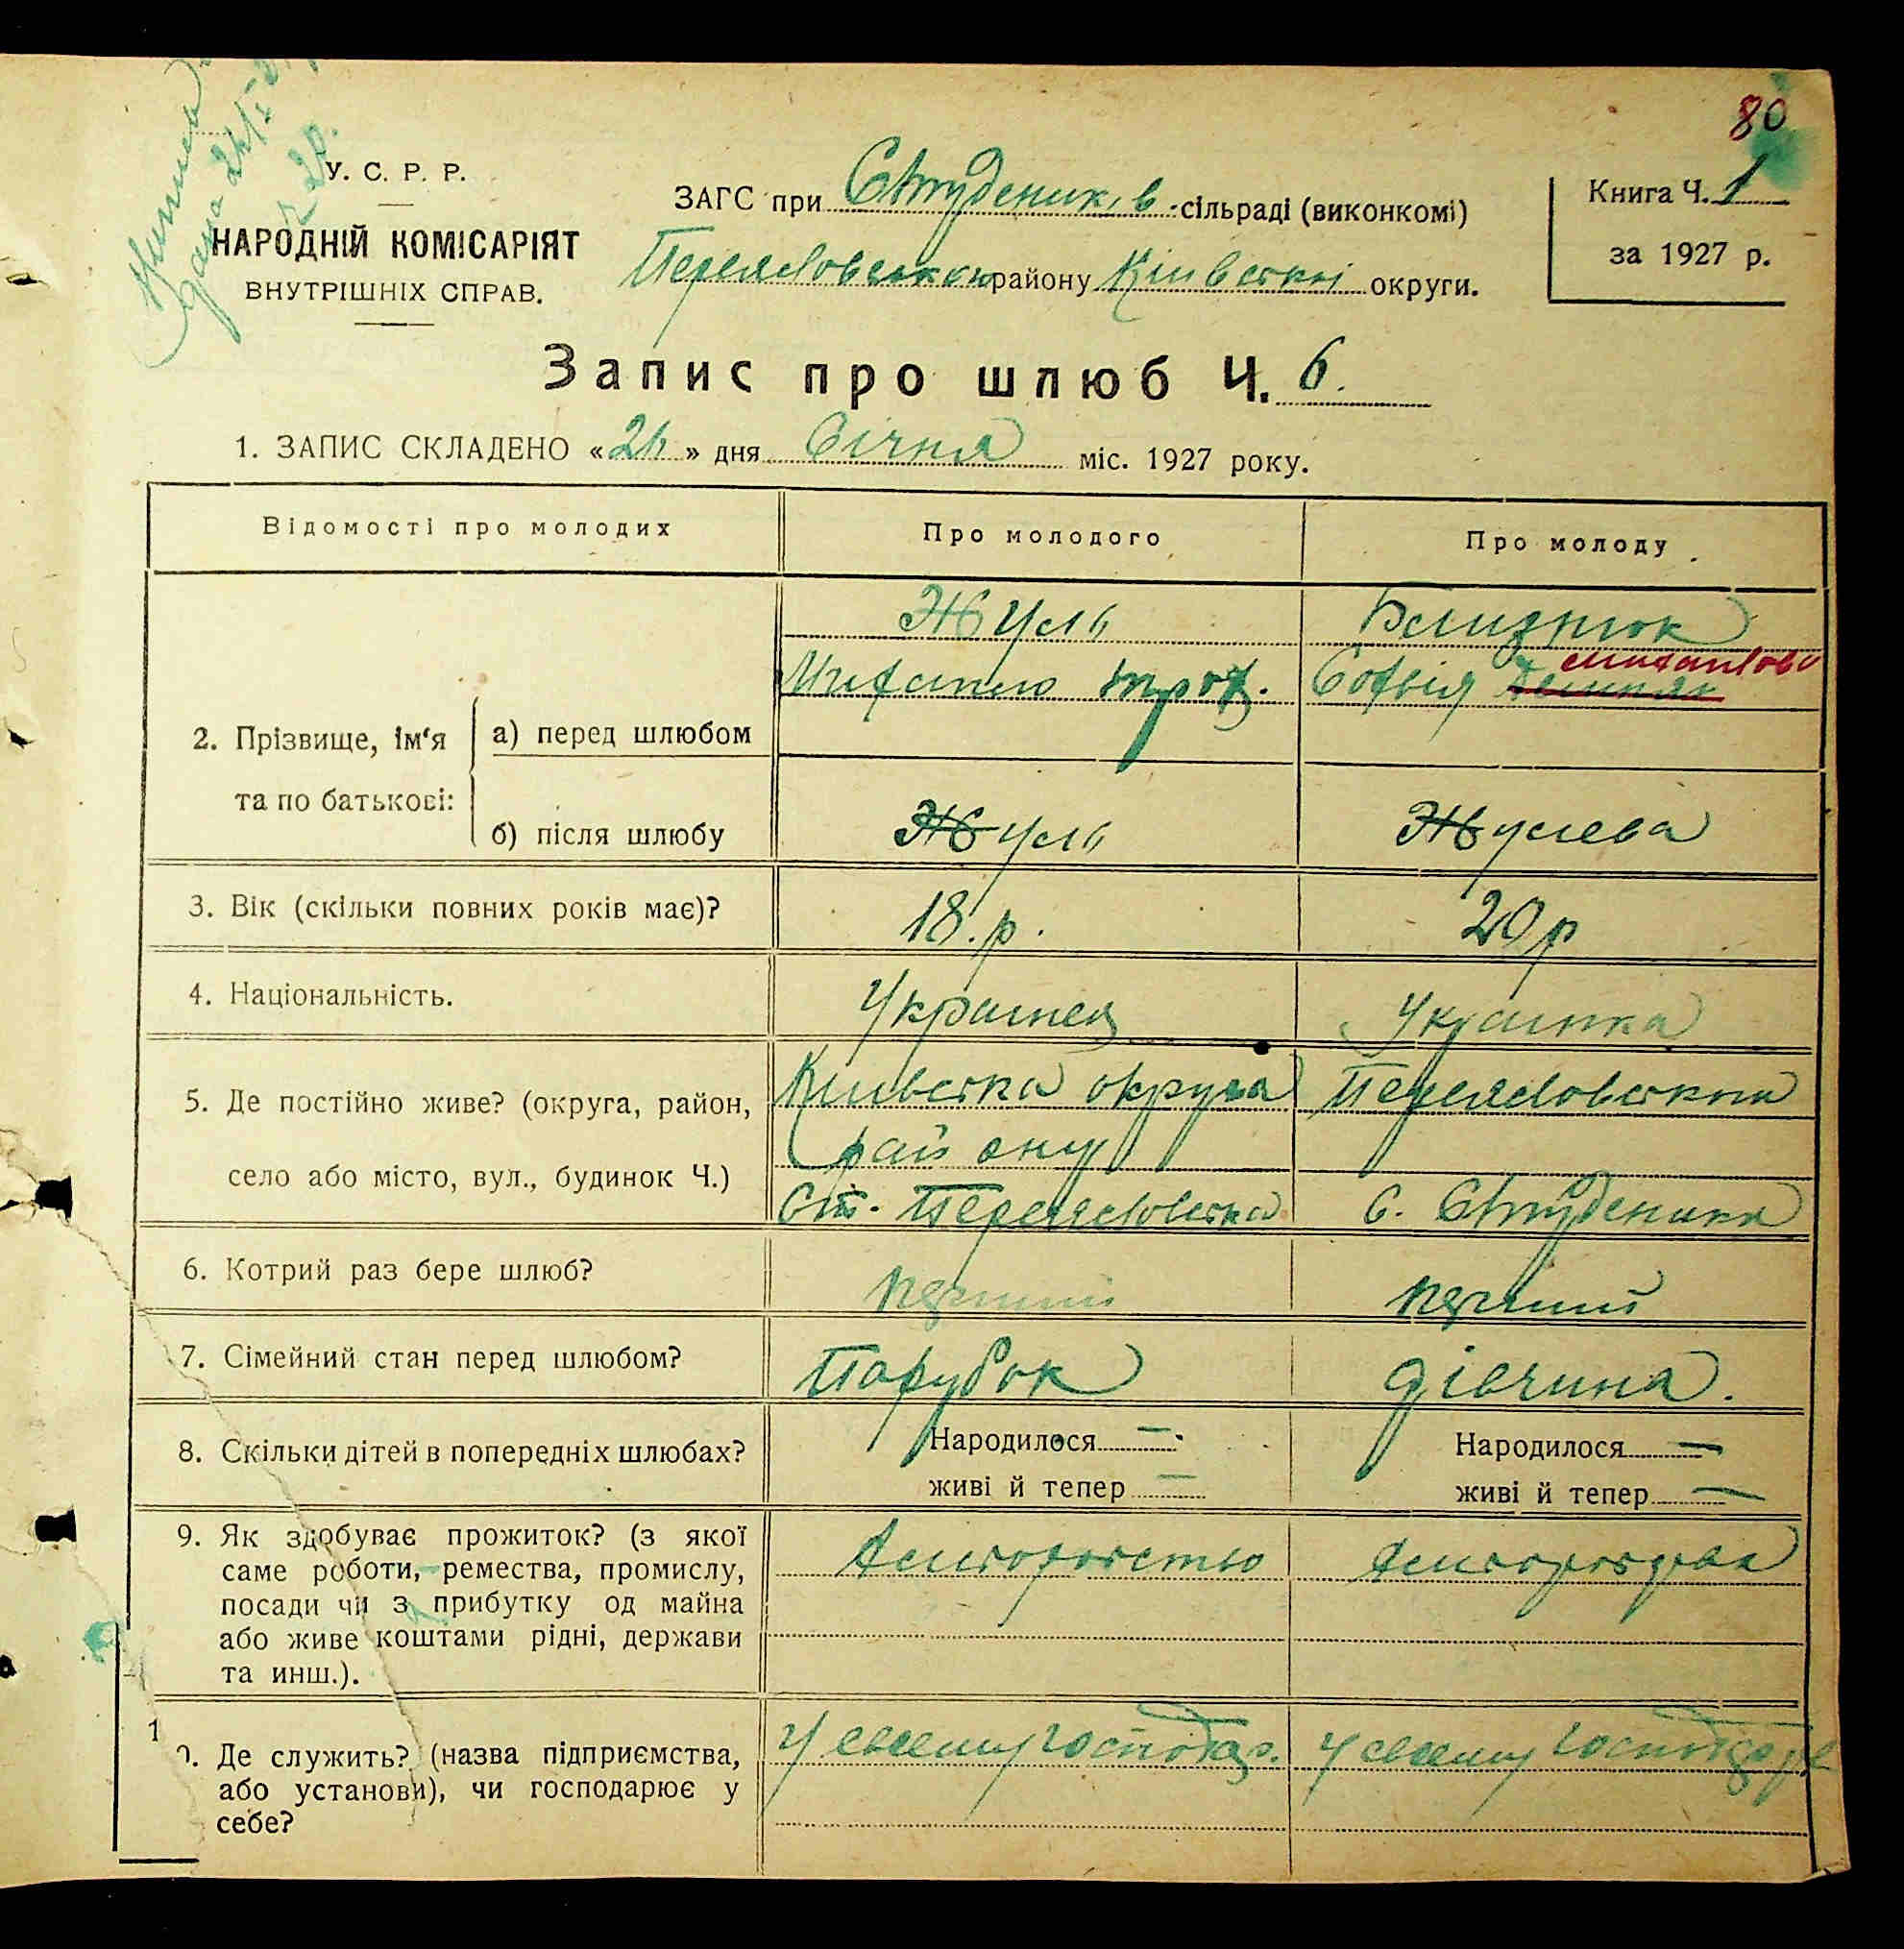 80
У. С. Р. Р.
НАРОДНІЙ КОМІСАРІЯТ
ВНУТРІШНІХ СПРАВ.
ЗАГС при Студеників сільраді (виконкомі)
Переяславського району Київської округи.
Книга Ч. 1
за 1927 р.
Запис про шлюб Ч. 6.
1. ЗАПИС СКЛАДЕНО « » дня Січня міс. 1927 року.
Відомості про молодих
Про молодого
Про молоду
2. Прізвище, ім'я та по батькові:
а) перед шлюбом
Жуль
Близнюк
Софія
б) після шлюбу
Жуль
Жулева
3. Вік (скільки повних років має)?
18.р.
20 р
4. Національність.
Украінец
Украінка
5. Де постійно живе? (округа, район,
село або місто, вул., будинок Ч.)
Київська округа
району
Переясловський
с. Студеники
6. Котрий раз бере шлюб?
перший
перший
7. Сімейний стан перед шлюбом?
Парубок
дівчина.
8. Скільки дітей в попередніх шлюбах?
Народилося —
живі й тепер —
Народилося —
живі й тепер —
9. Як здобуває прожиток? (з якої
саме роботи, ремества, промислу,
посади чи з прибутку од майна
або живе коштами рідні, держави
та инш.).
10. Де служить? (назва підприємства,
або установи), чи господарює у
себе?
У своєму господар.
У своєму